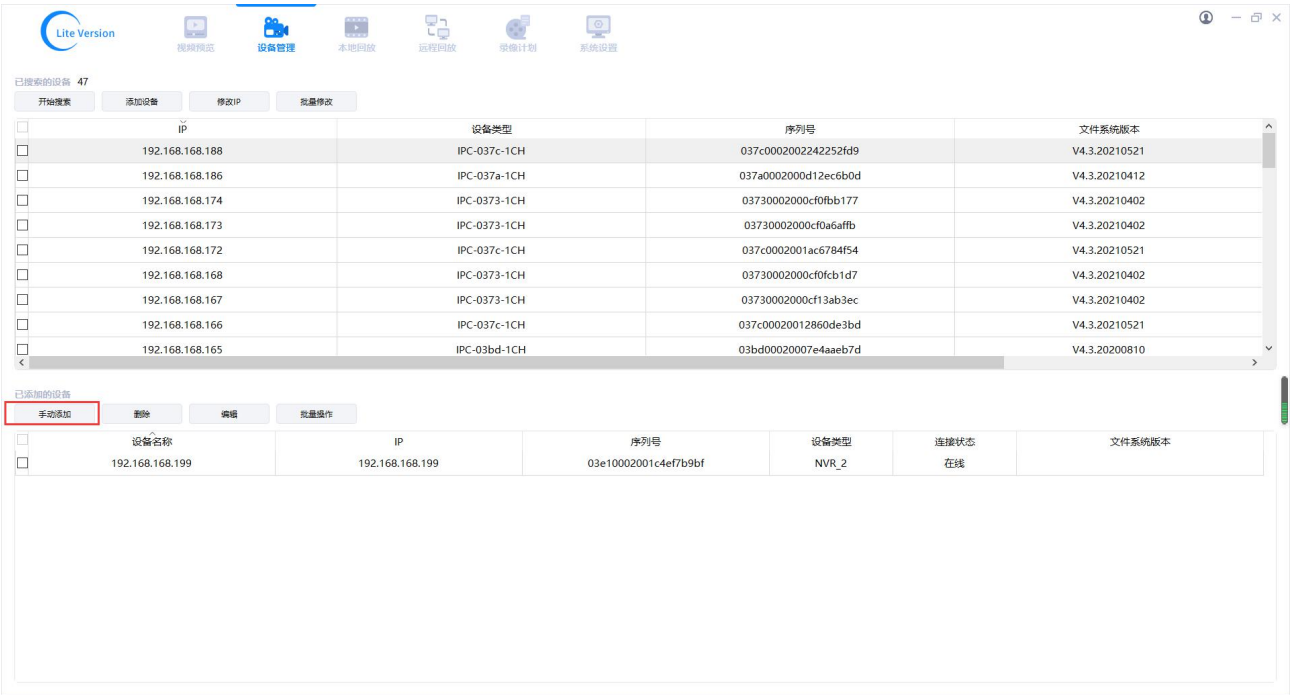 Lite Version
视频预览 设备管理 本地回放 远程回放 录像计划 系统设置
已搜索的设备 47
开始搜索 添加设备 修改IP 批量修改
IP 设备类型 序列号 文件系统版本
192.168.168.188 IPC-037c-1CH 037c0002002242252fd9 V4.3.20210521
192.168.168.186 IPC-037a-1CH 037a0002000d12ec6b0d V4.3.20210412
192.168.168.174 IPC-0373-1CH 03730002000cf0fbb177 V4.3.20210402
192.168.168.173 IPC-0373-1CH 03730002000cf0a6affb V4.3.20210402
192.168.168.172 IPC-037c-1CH 037c0002001ac6784f54 V4.3.20210521
192.168.168.168 IPC-0373-1CH 03730002000cf0fcb1d7 V4.3.20210402
192.168.168.167 IPC-0373-1CH 03730002000cf13ab3ec V4.3.20210402
192.168.168.166 IPC-037c-1CH 037c00020012860de3bd V4.3.20210521
192.168.168.165 IPC-03bd-1CH 03bd00020007e4aaeb7d V4.3.20200810
已添加的设备
手动添加 删除 编辑 批量操作
设备名称 IP 序列号 设备类型 连接状态 文件系统版本
192.168.168.199 192.168.168.199 03e10002001c4ef7b9bf NVR_2 在线